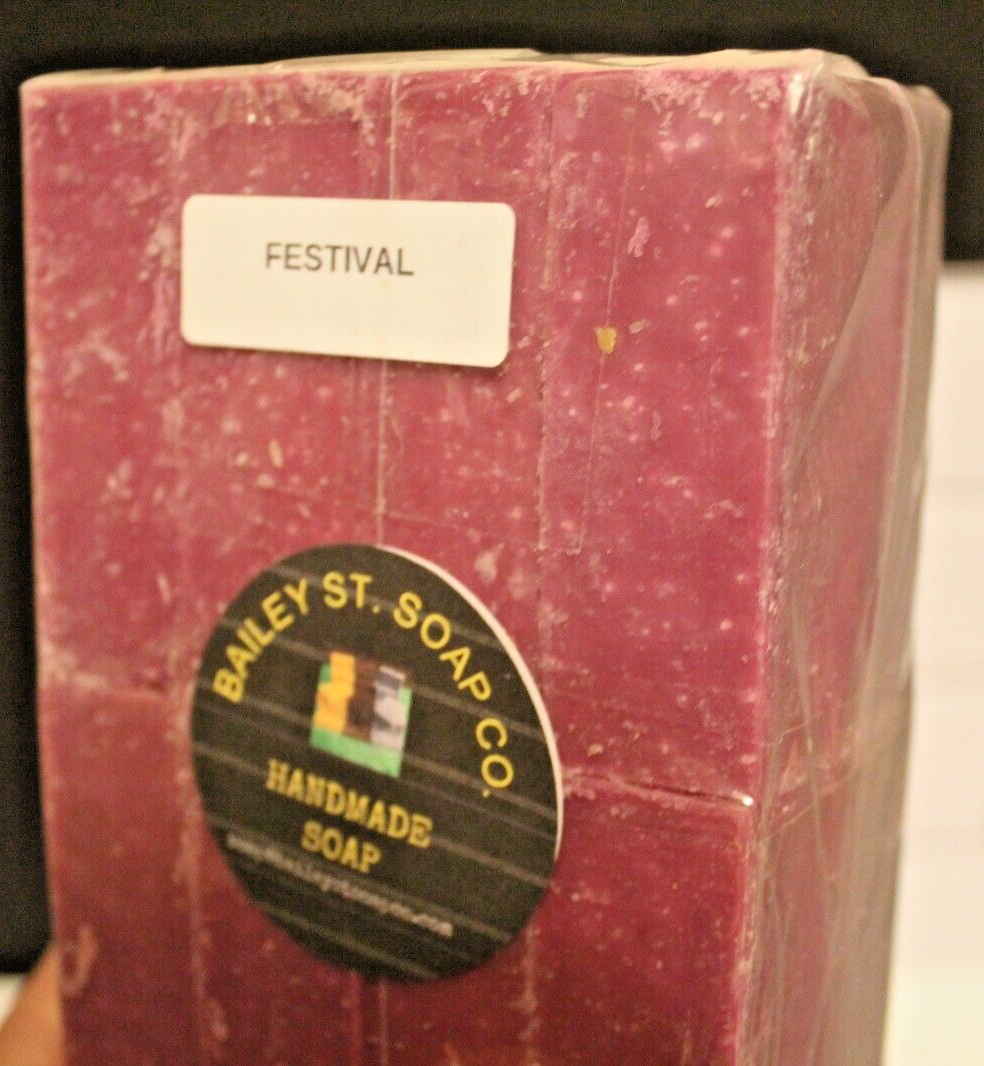 FESTIVAL
BAILEY ST. SOAP CO.
HANDMADE
SOAP